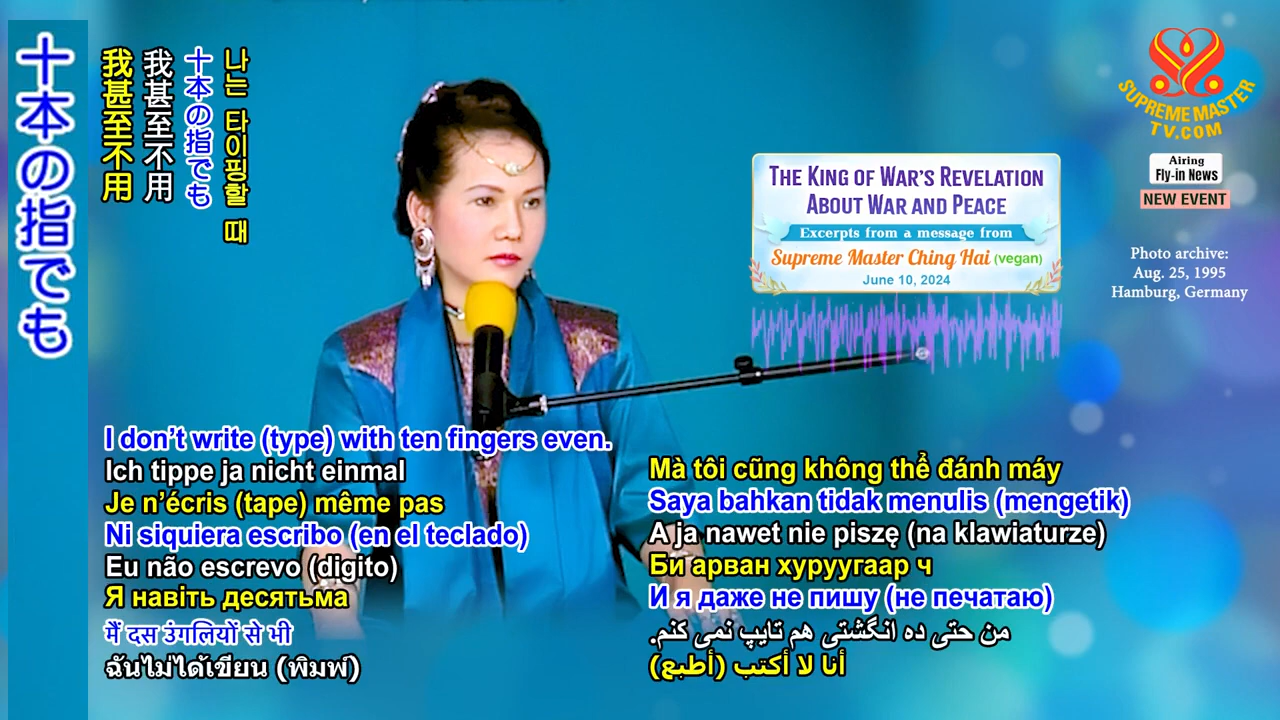 十本の指でも
我甚至不用
我甚至不用
十本の指でも
나는 타이핑할 때
SUPREME MASTER
TV.COM
Airing
Fly-in News
NEW EVENT
Photo archive:
Aug. 25, 1995
Hamburg, Germany
THE KING OF WAR'S REVELATION
ABOUT WAR AND PEACE
Excerpts from a message from
Supreme Master Ching Hai (vegan)
June 10, 2024
I don't write (type) with ten fingers even.
Ich tippe ja nicht einmal
Je n'écris (tape) même pas
Ni siquiera escribo (en el teclado)
Eu não escrevo (digito)
Я навіть десятьма
मैं दस उंगलियों से भी
ฉันไม่ได้เขียน (พิมพ์)
Mà tôi cũng không thể đánh máy
Saya bahkan tidak menulis (mengetik)
A ja nawet nie piszę (na klawiaturze)
Би арван хуруугаар ч
И я даже не пишу (не печатаю)
من حتی ده انگشتی هم تایپ نمی کنم.
أنا لا أكتب (أطبع)